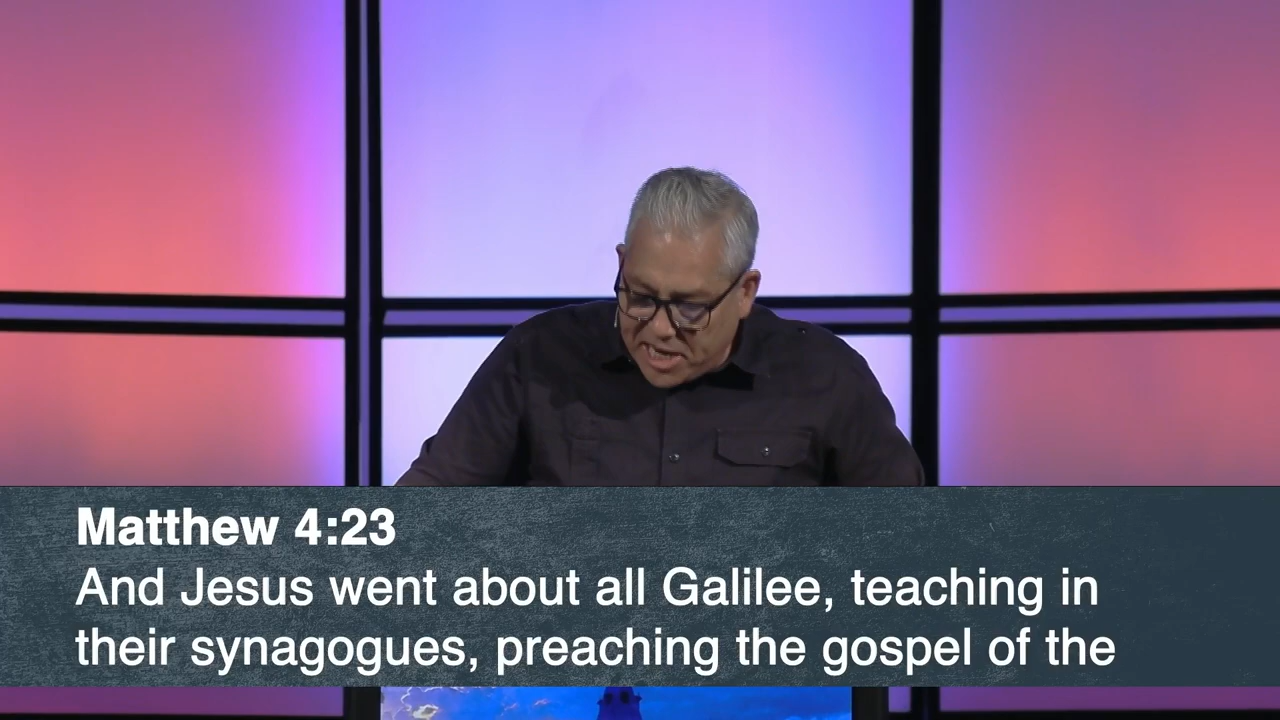 Matthew 4:23
And Jesus went about all Galilee, teaching in
their synagogues, preaching the gospel of the